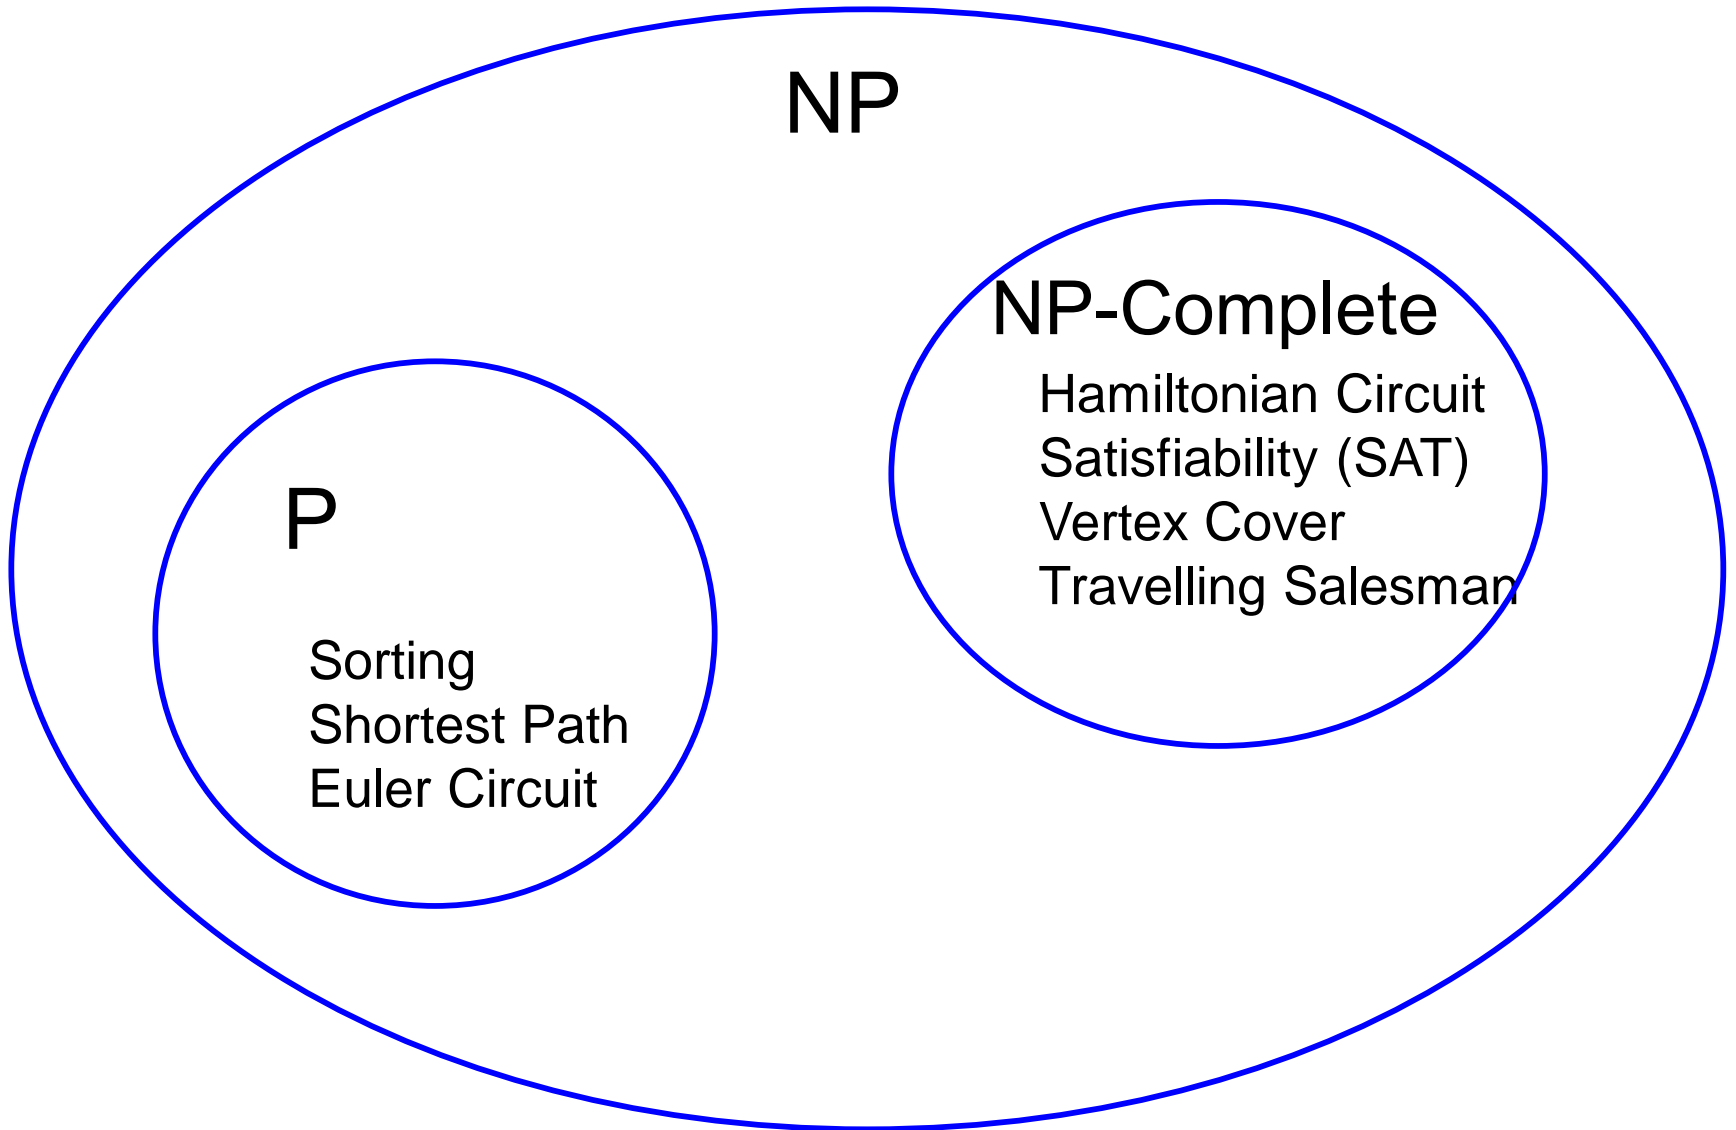 NP
NP-Complete
Hamiltonian Circuit
Satisfiability (SAT)
Vertex Cover
Travelling Salesman
P
Sorting
Shortest Path
Euler Circuit